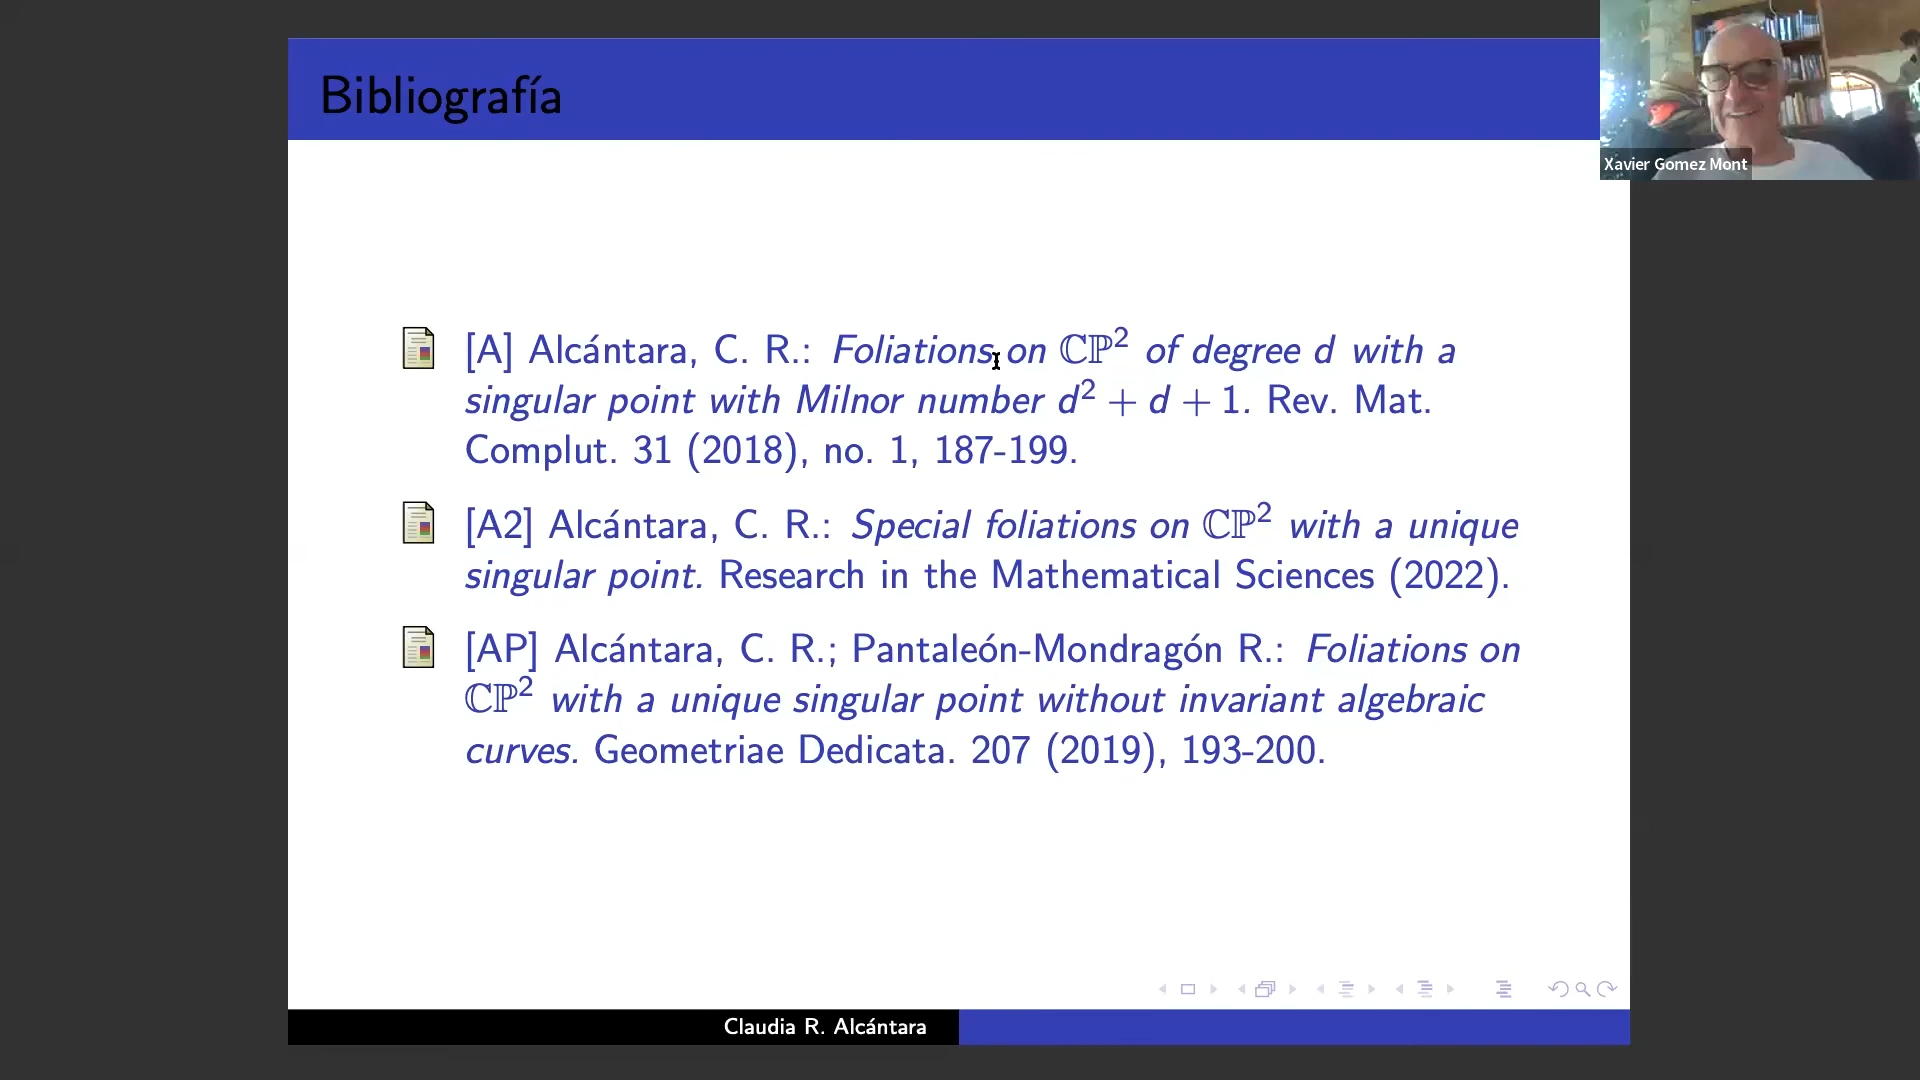 Bibliografía
Xavier Gomez Mont
[A] Alcántara, C. R.: Foliations on ℂℙ² of degree d with a
singular point with Milnor number d² + d + 1. Rev. Mat.
Complut. 31 (2018), no. 1, 187-199.
[A2] Alcántara, C. R.: Special foliations on ℂℙ² with a unique
singular point. Research in the Mathematical Sciences (2022).
[AP] Alcántara, C. R.; Pantaleón-Mondragón R.: Foliations on
ℂℙ² with a unique singular point without invariant algebraic
curves. Geometriae Dedicata. 207 (2019), 193-200.
Claudia R. Alcántara